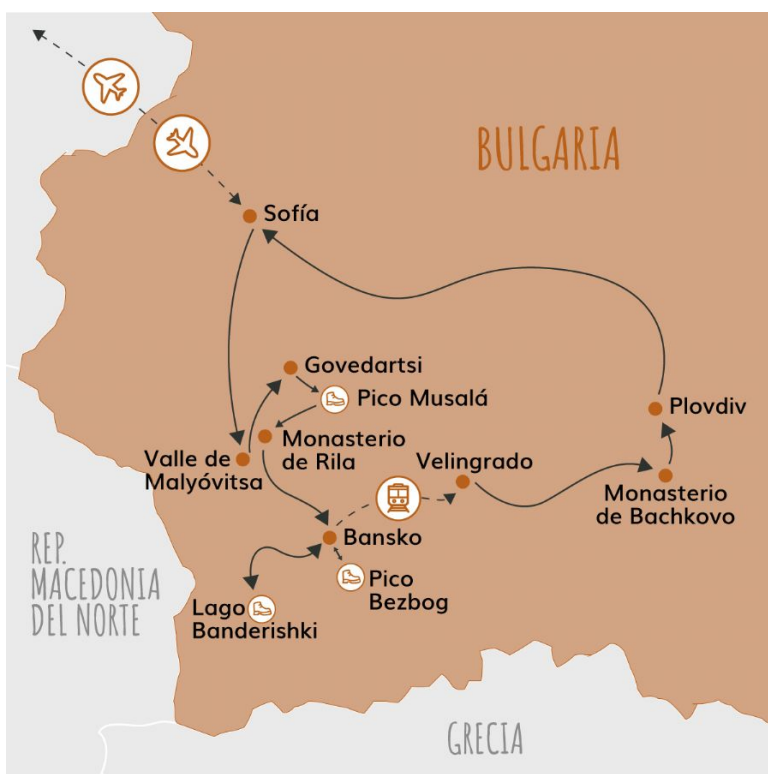 BULGARIA
Sofía
Govedartsi
Pico Musalá
Monasterio
de Rila
Valle de
Malyóvitsa
Plovdiv
Velingrado
Monasterio
de Bachkovo
Bansko
Pico
Bezbog
Lago
Banderishki
REP.
MACEDONIA
DEL NORTE
GRECIA